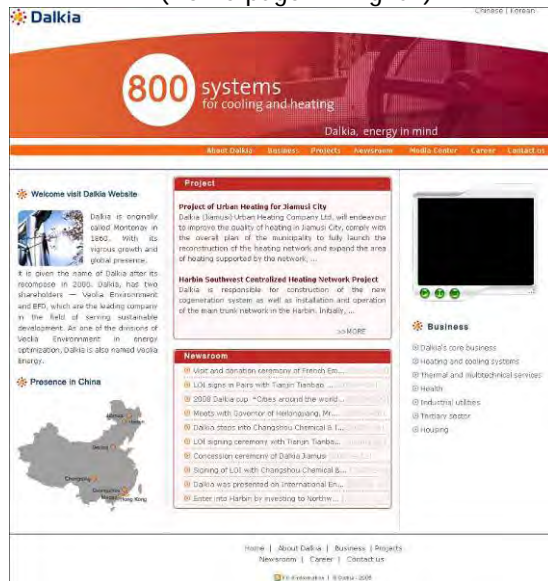 Dalkia
Chinese | Korean
800 systems
for cooling and heating
Dalkia, energy in mind
About Dalkia Business Projects Newsroom Media Center Career Contact us
Welcome visit Dalkia Website
Dalkia is originally
called Montenay in
1860. With its
vigrous growth and
global presence.
It is given the name of Dalkia after its
recompose in 2000. Dalkia, has two
shareholders — Veolia Environment
and EFD, which are the leading company
in the field of serving sustainable
development. As one of the divisions of
Veolia Environment in energy
optimization, Dalkia is also named Veolia
Energy.
Presence in China
Hong Kong
Project
Project of Urban Heating for Jiamusi City
Dalkia (Jiamusi) Urban Heating Company Ltd. will endeavour
to improve the quality of heating in Jiamusi City, comply with
the overall plan of the municipality to fully launch the
reconstruction of the heating network and expand the area
of heating supported by the network, ...
Harbin Southwest Centralized Heating Network Project
Dalkia is responsible for construction of the new
cogeneration system as well as installation and operation
of the main trunk network in the Harbin. Initially, ...
>>MORE
Newsroom
Visit and donation ceremony of French Em...
LOI signs in Pairs with Tianjin Tianbao
2008 Dalkia cup "Cities around the world...
Meets with Governor of Heilongjiang, Mr...
Dalkia steps into Changshou Chemical & I...
LOI signing ceremony with Tianjin Tianba...
Concession ceremony of Dalkia Jiamusi
Signing of LOI with Changshou Chemical &...
Dalkia was presented on International En...
Enter into Harbin by investing to Northw...
Business
Dalkia's core business
Heating and cooling systems
Thermal and multitechnical services
Health
Industrial utilities
Tertiary sector
Housing
Home | About Dalkia | Business | Projects
Newsroom | Career | Contact us